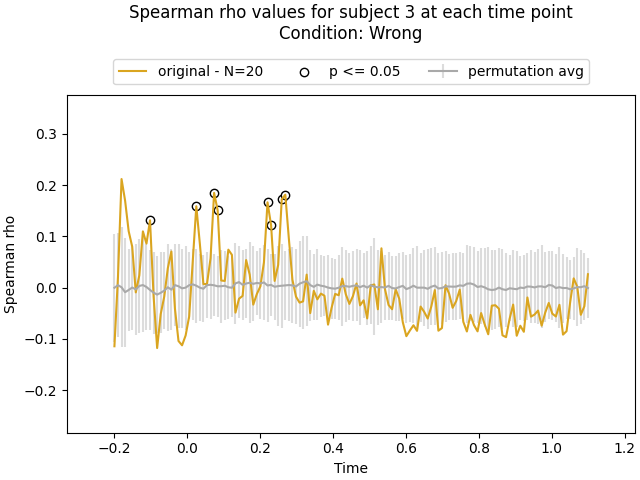 Spearman rho values for subject 3 at each time point
Condition: Wrong
original - N=20 p <= 0.05 permutation avg
Spearman rho
0.3
0.2
0.1
0.0
−0.1
−0.2
−0.2 0.0 0.2 0.4 0.6 0.8 1.0 1.2
Time